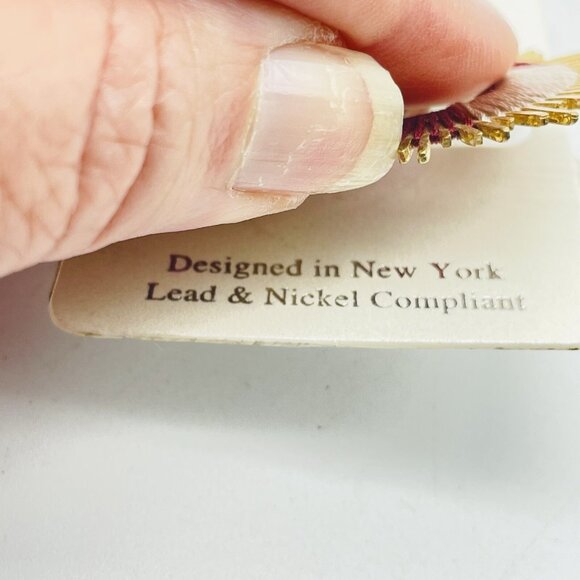 Designed in New York
Lead & Nickel Compliant